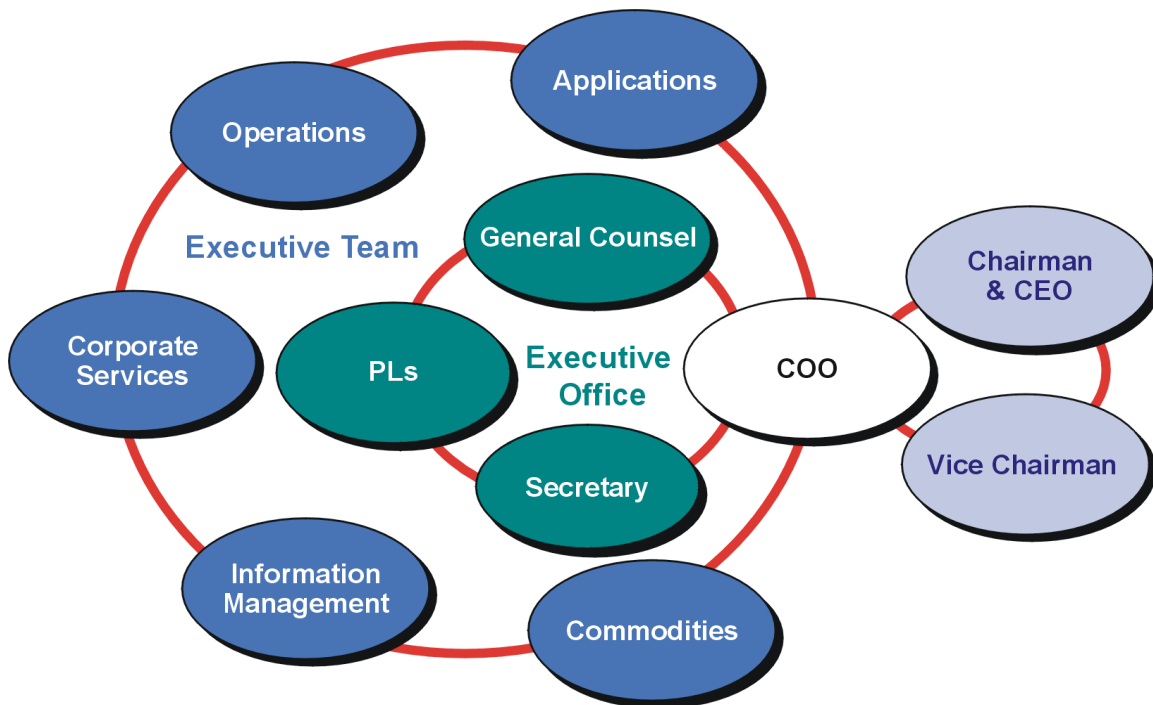 Applications
Operations
General Counsel
Executive Team
Chairman
& CEO
Corporate
Services
PLs
Executive
Office
COO
Vice Chairman
Secretary
Information
Management
Commodities